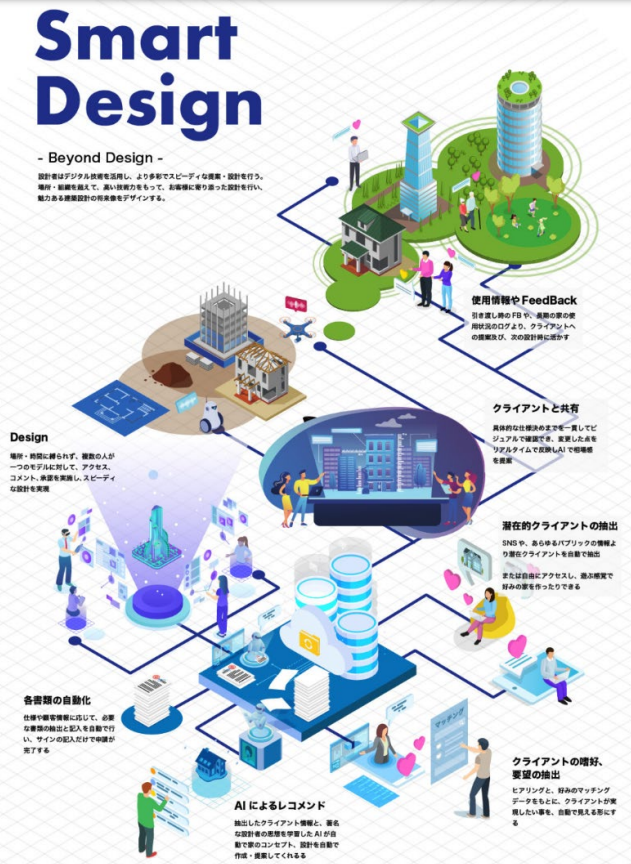 Smart
Design
- Beyond Design -
設計者はデジタル技術を活用し、より多彩でスピーディな提案・設計を行う。
場所・組織を超えて、高い技術力をもって、お客様に寄り添った設計を行い、
魅力ある建築設計の将来像をデザインする。
使用情報や FeedBack
引き渡し時の FB や、長期の家の使
用状況のログより、クライアントへ
の提案及び、次の設計時に活かす
クライアントと共有
具体的な仕様決めまでを一貫してビ
ジュアルで確認でき、変更した点を
リアルタイムで反映しAI で相場感
を提案
Design
場所・時間に縛られず、複数の人が
一つのモデルに対して、アクセス、
コメント、承認を実施し、スピーディ
な設計を実現
潜在的クライアントの抽出
SNS や、あらゆるパブリックの情報よ
り潜在クライアントを自動で抽出
または自由にアクセスし、遊ぶ感覚で
好みの家を作ったりできる
各書類の自動化
仕様や顧客情報に応じて、必要
な書類の抽出と記入を自動で行
い、サインの記入だけで申請が
完了する
マッチング
クライアントの嗜好、
要望の抽出
ヒアリングと、好みのマッチング
データをもとに、クライアントが実
現したい事を、自動で見える形にす
る
AI によるレコメンド
抽出したクライアント情報と、著名
な設計者の思想を学習した AI が自
動で家のコンセプト、設計を自動で
作成・提案してくれるる